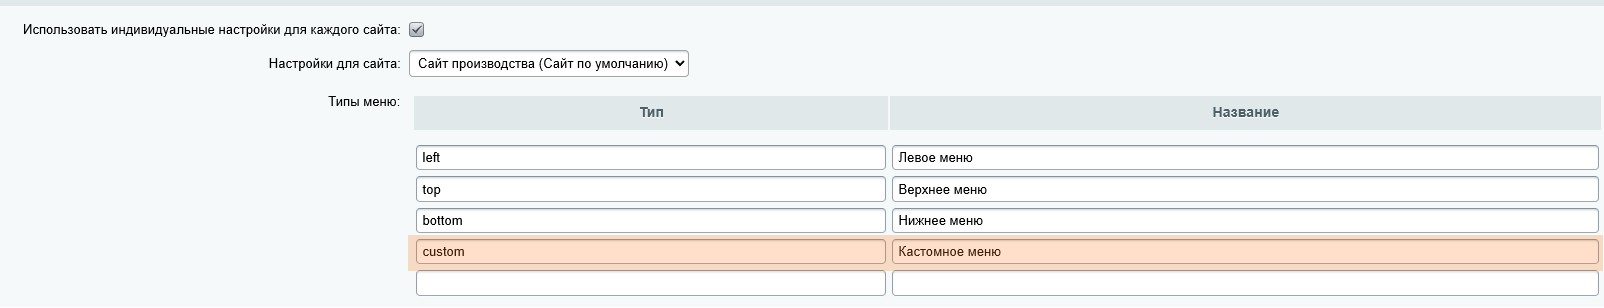 Использовать индивидуальные настройки для каждого сайта:
Настройки для сайта: Сайт производства (Сайт по умолчанию)
Типы меню: Тип Название
left Левое меню
top Верхнее меню
bottom Нижнее меню
custom Кастомное меню